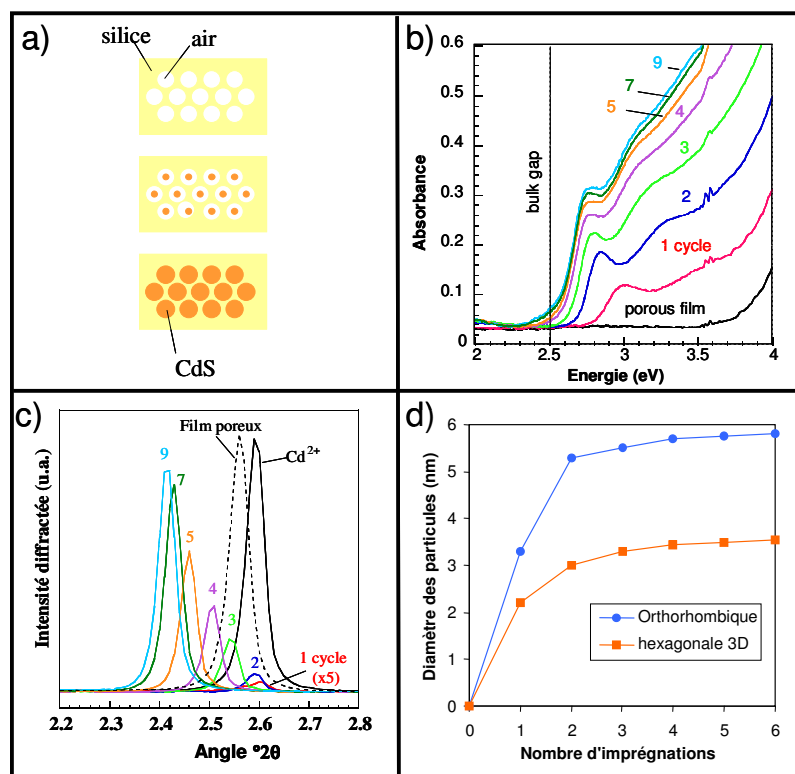 a)
silice
air
CdS
b)
0.6
0.5
0.4
0.3
0.2
0.1
0
Absorbance
bulk gap
9
7
5
4
3
2
1 cycle
porous film
2
2.5
3
3.5
4
Energie (eV)
c)
Intensité diffractée (u.a.)
Film poreux
Cd²⁺
9
7
5
4
3
2
1 cycle
(x5)
2.2
2.3
2.4
2.5
2.6
2.7
2.8
Angle °2θ
d)
6
5
4
3
2
1
0
Diamètre des particules (nm)
Orthorhombique
hexagonale 3D
0
1
2
3
4
5
6
Nombre d'imprégnations